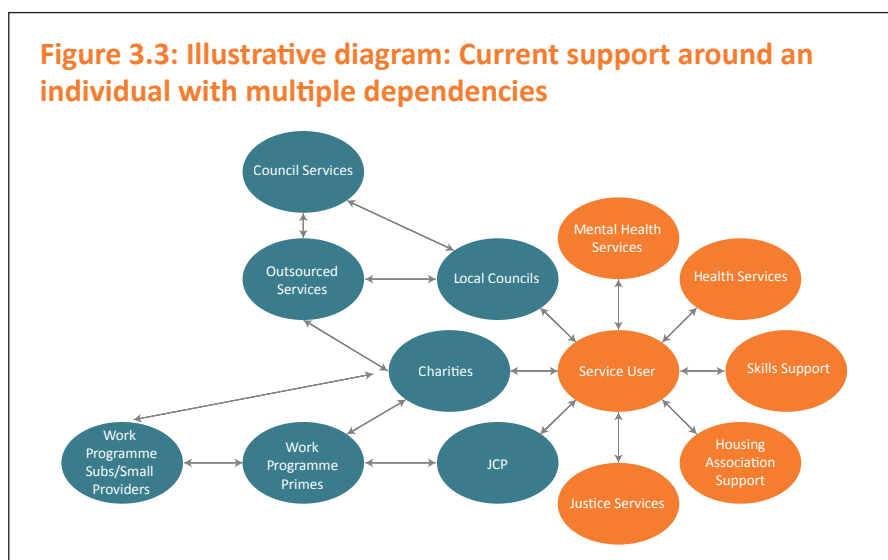 Figure 3.3: Illustrative diagram: Current support around an
individual with multiple dependencies
Council Services
Mental Health
Services
Outsourced
Services
Local Councils
Health Services
Charities
Service User
Skills Support
Work
Programme
Subs/Small
Providers
Work
Programme
Primes
JCP
Housing
Association
Support
Justice Services